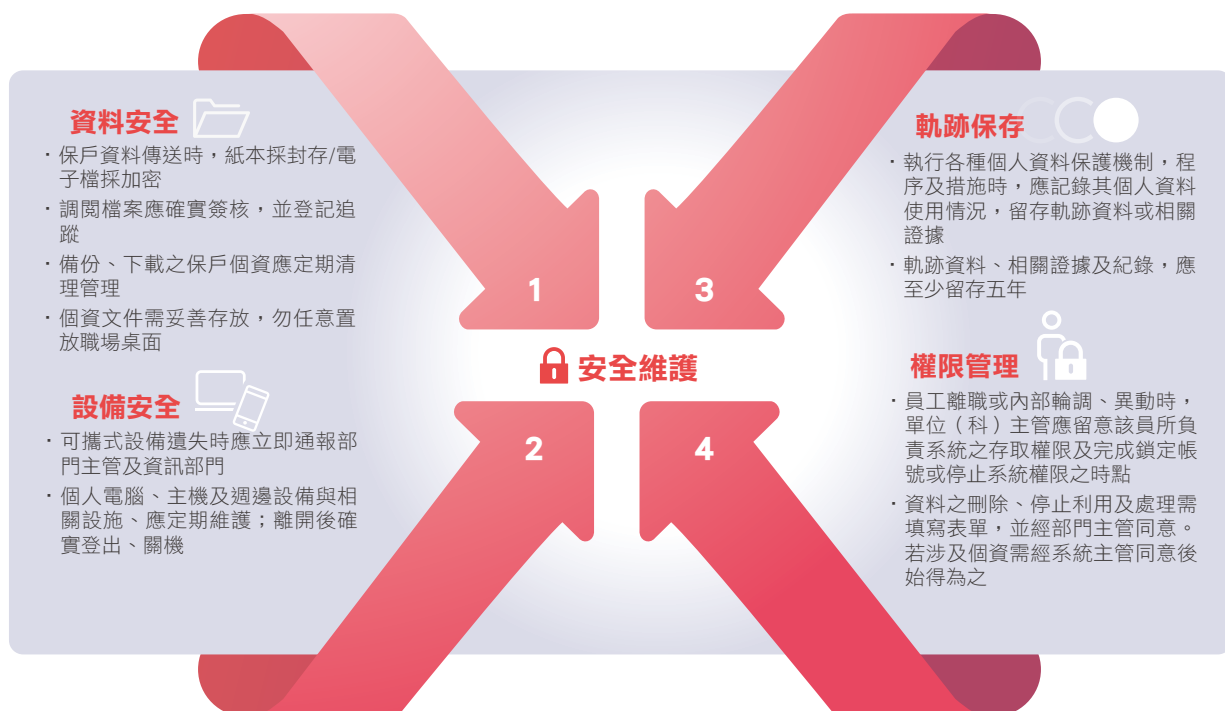 資料安全
・保戶資料傳送時，紙本採封存/電
子檔採加密
・調閱檔案應確實簽核，並登記追
蹤
・備份、下載之保戶個資應定期清
理管理
・個資文件需妥善存放，勿任意置
放職場桌面
設備安全
・可攜式設備遺失時應立即通報部
門主管及資訊部門
・個人電腦、主機及週邊設備與相
關設施、應定期維護；離開後確
實登出、關機
1
2
安全維護
3
4
軌跡保存
・執行各種個人資料保護機制，程
序及措施時，應記錄其個人資料
使用情況，留存軌跡資料或相關
證據
・軌跡資料、相關證據及紀錄，應
至少留存五年
權限管理
・員工離職或內部輪調、異動時，
單位（科）主管應留意該員所負
責系統之存取權限及完成鎖定帳
號或停止系統權限之時點
・資料之刪除、停止利用及處理需
填寫表單，並經部門主管同意。
若涉及個資需經系統主管同意後
始得為之